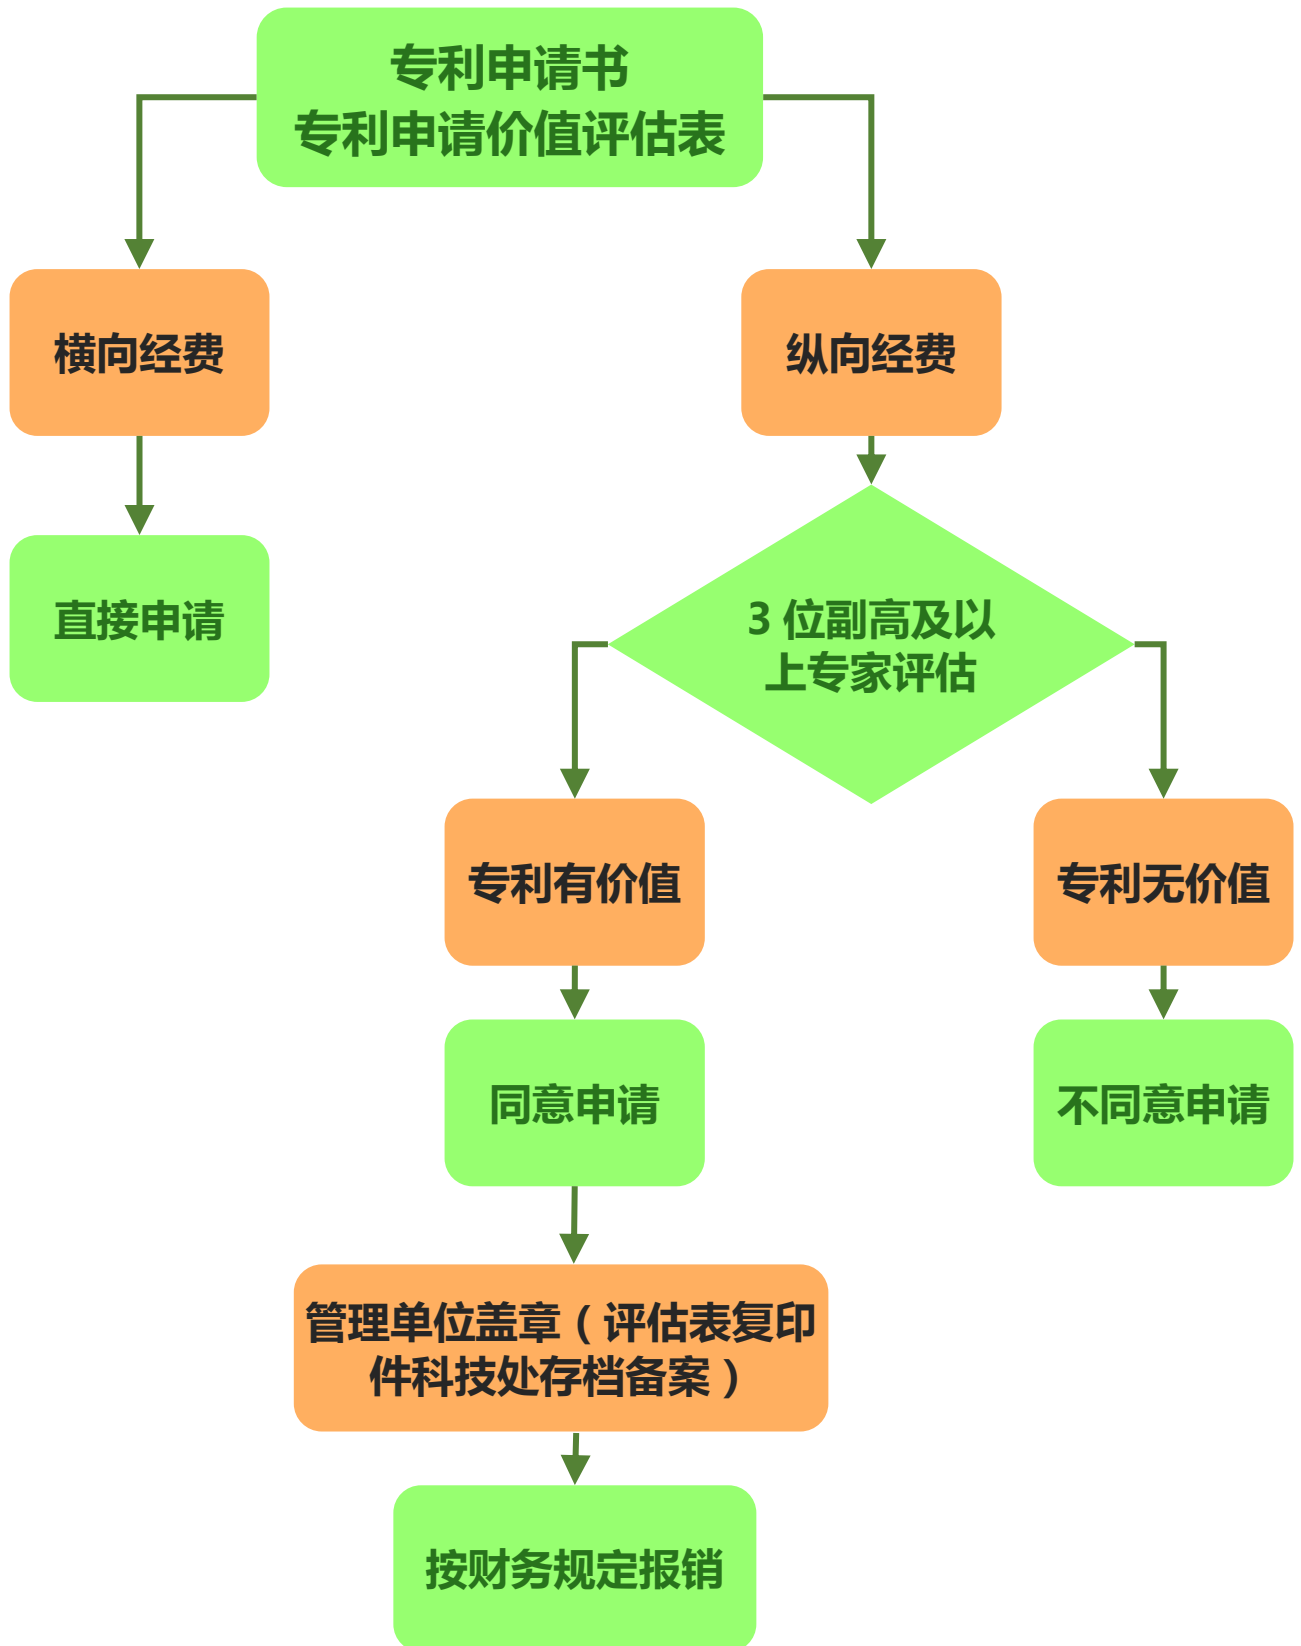 专利申请书
专利申请价值评估表
横向经费
纵向经费
直接申请
3 位副高及以
上专家评估
专利有价值
专利无价值
同意申请
不同意申请
管理单位盖章（评估表复印
件科技处存档备案）
按财务规定报销